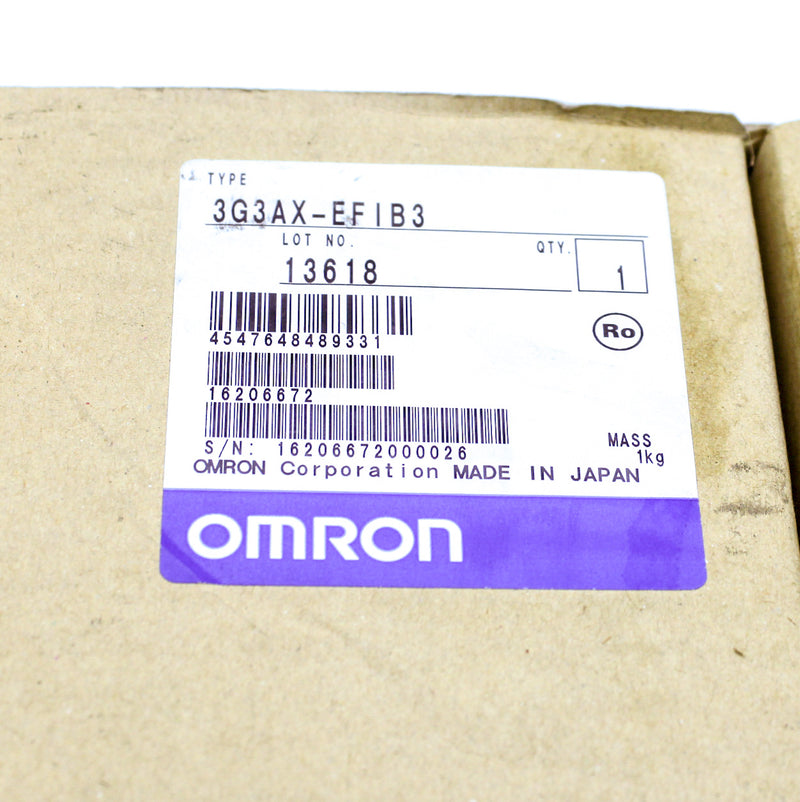 TYPE
3G3AX-EFIB3
LOT NO.
13618
QTY.
1
4547648489331
Ro
16206672
S/N: 16206672000026
MASS
1kg
OMRON Corporation MADE IN JAPAN
OMRON